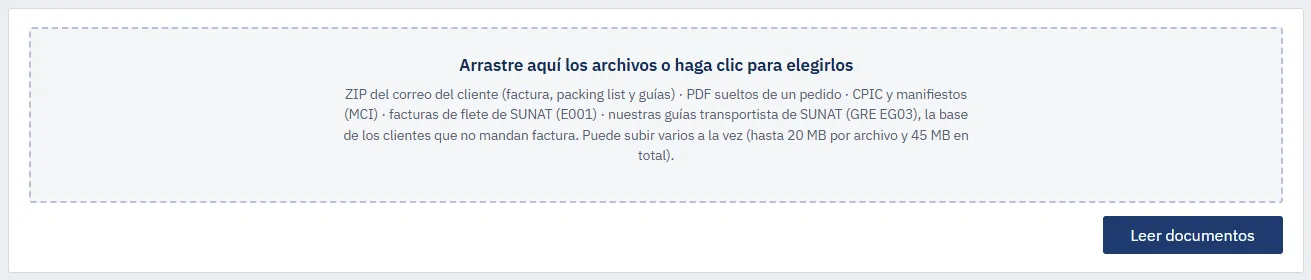 Arrastre aquí los archivos o haga clic para elegirlos
ZIP del correo del cliente (factura, packing list y guías) · PDF sueltos de un pedido · CPIC y manifiestos
(MCI) · facturas de flete de SUNAT (E001) · nuestras guías transportista de SUNAT (GRE EG03), la base
de los clientes que no mandan factura. Puede subir varios a la vez (hasta 20 MB por archivo y 45 MB en
total).
Leer documentos